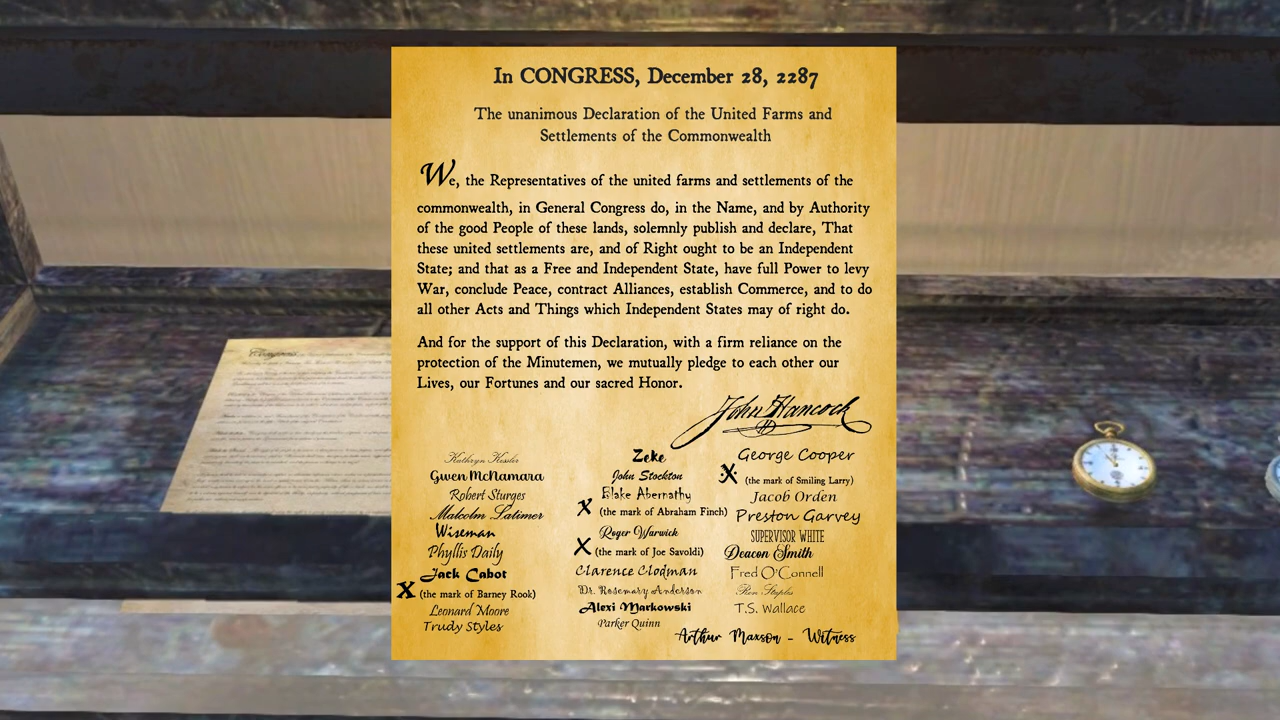 In CONGRESS, December 28, 2287
The unanimous Declaration of the United Farms and
Settlements of the Commonwealth
We, the Representatives of the united farms and settlements of the
commonwealth, in General Congress do, in the Name, and by Authority
of the good People of these lands, solemnly publish and declare, That
these united settlements are, and of Right ought to be an Independent
State; and that as a Free and Independent State, have full Power to levy
War, conclude Peace, contract Alliances, establish Commerce, and to do
all other Acts and Things which Independent States may of right do.
And for the support of this Declaration, with a firm reliance on the
protection of the Minutemen, we mutually pledge to each other our
Lives, our Fortunes and our sacred Honor.
John Hancock
Kathryn Kessler
Gwen McNamara
Robert Sturges
Malcolm Latimer
Wiseman
Phyllis Daily
Jack Cabot
X (the mark of Barney Rook)
Leonard Moore
Trudy Styles
Zeke
John Stockton
Blake Abernathy
X (the mark of Abraham Finch)
Roger Warwick
X (the mark of Joe Savoldi)
Clarence Clodman
Dr. Rosemary Anderson
Alexi Markowski
Parker Quinn
George Cooper
X (the mark of Smiling Larry)
Jacob Orden
Preston Garvey
SUPERVISOR WHITE
Deacon Smith
Fred O'Connell
Ren Staples
T.S. Wallace
Arthur Maxson - Witness
Congress